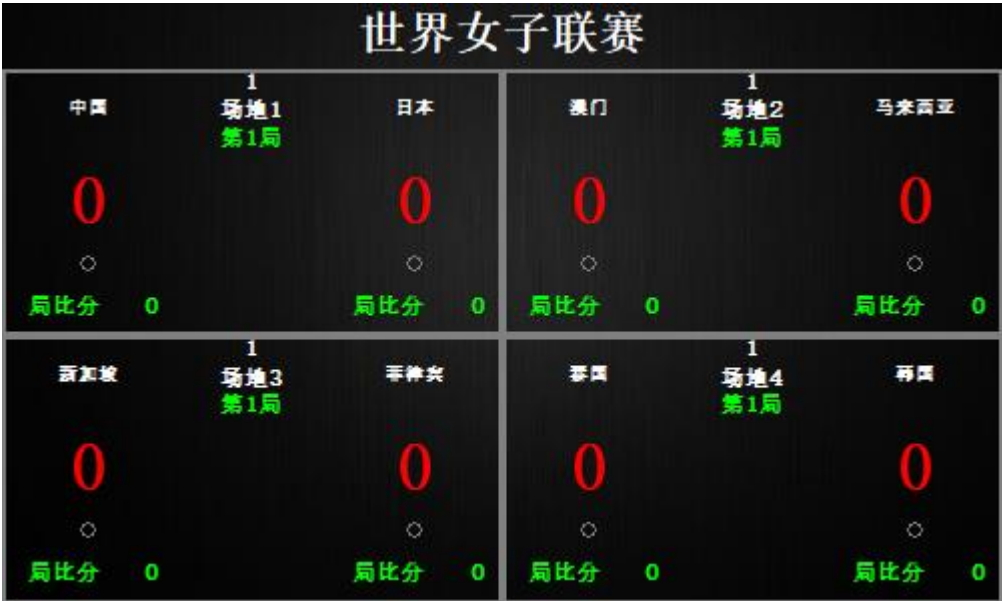 世界女子联赛
1
中国 场地1 日本
第1局
0 0
局比分 0 局比分 0
1
澳门 场地2 马来西亚
第1局
0 0
局比分 0 局比分 0
1
新加坡 场地3 菲律宾
第1局
0 0
局比分 0 局比分 0
1
泰国 场地4 韩国
第1局
0 0
局比分 0 局比分 0